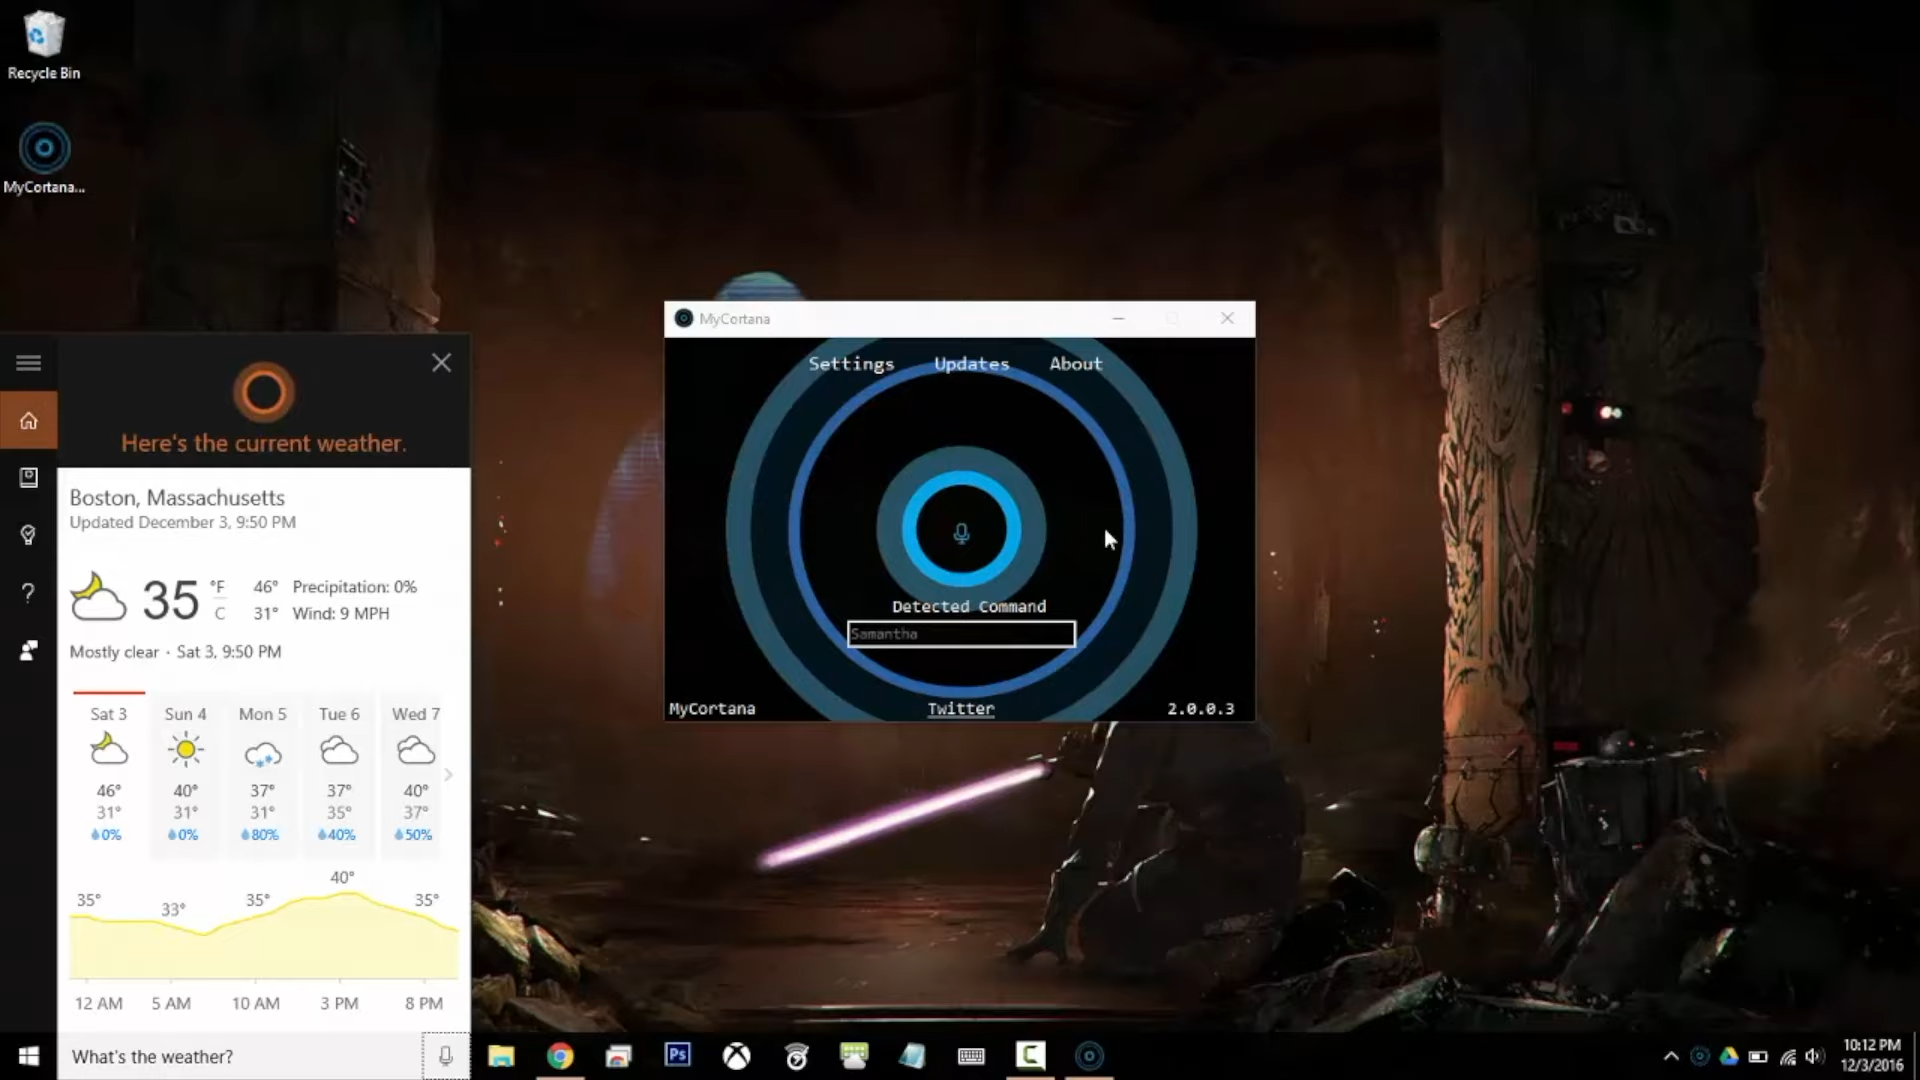 Recycle Bin
MyCortana...
Here's the current weather.
Boston, Massachusetts
Updated December 3, 9:50 PM
35 °F C 46° 31° Precipitation: 0%
Wind: 9 MPH
Mostly clear · Sat 3, 9:50 PM
Sat 3 Sun 4 Mon 5 Tue 6 Wed 7
46° 40° 37° 37° 40°
31° 31° 31° 35° 37°
0% 0% 80% 40% 50%
35° 33° 35° 40° 35°
12 AM 5 AM 10 AM 3 PM 8 PM
What's the weather?
MyCortana
Settings Updates About
Detected Command
Samantha
MyCortana Twitter 2.0.0.3
Ps
10:12 PM
12/3/2016